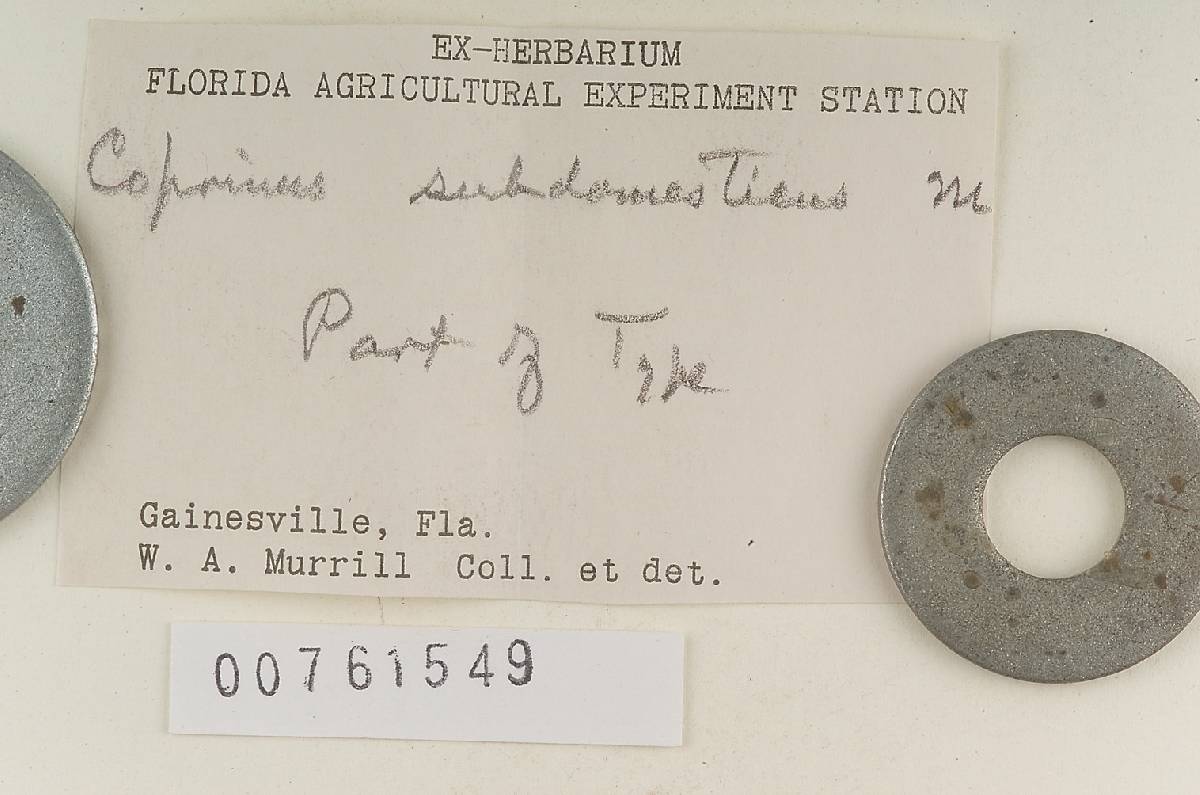 EX-HERBARIUM
FLORIDA AGRICULTURAL EXPERIMENT STATION
Coprinus subdomesticus M
Part of Type
Gainesville, Fla.
W. A. Murrill Coll. et det.
00761549